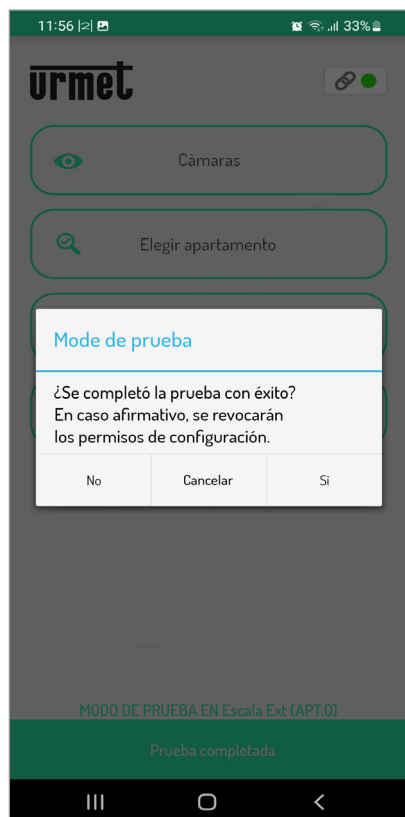 11:56
33%
urmet
Càmaras
Elegir apartamento
Mode de prueba
¿Se completó la prueba con éxito?
En caso afirmativo, se revocarán
los permisos de configuración.
No
Cancelar
Si
MODO DE PRUEBA EN Escala Ext (APT.0)
Prueba completada